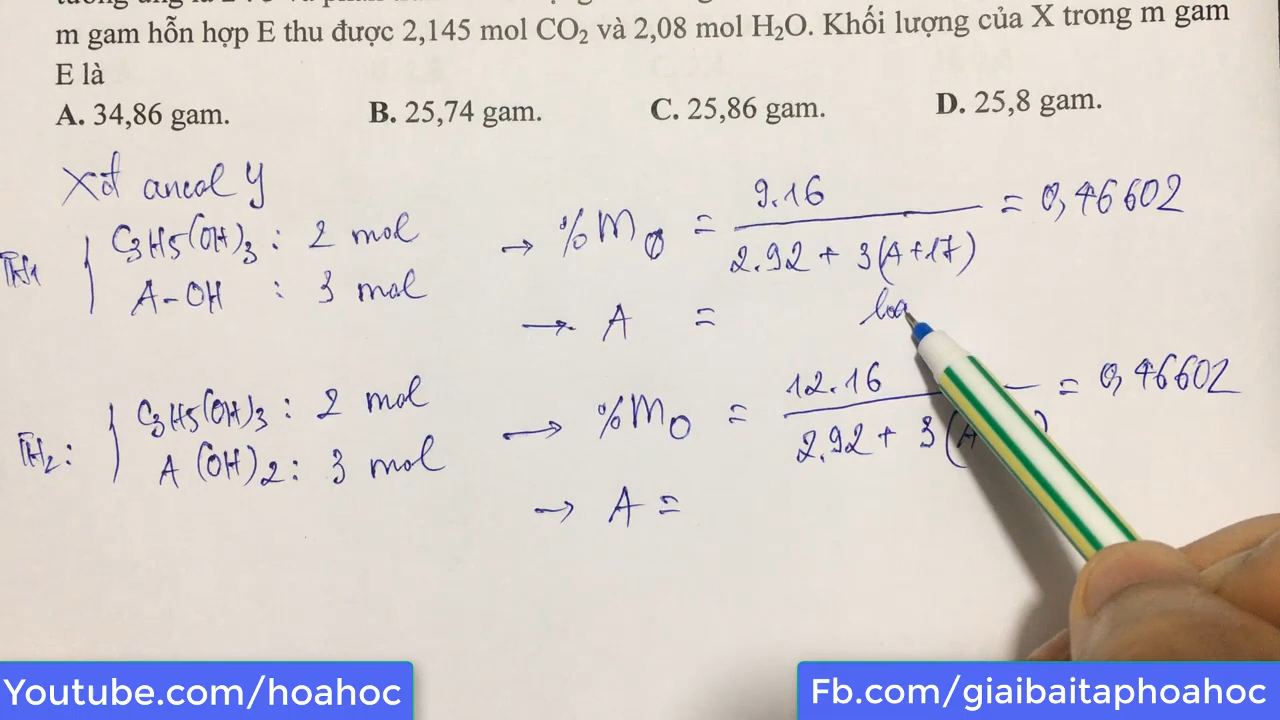 m gam hỗn hợp E thu được 2,145 mol CO₂ và 2,08 mol H₂O. Khối lượng của X trong m gam
E là
A. 34,86 gam. B. 25,74 gam. C. 25,86 gam. D. 25,8 gam.
Xét ancol Y
TH1 { C₃H₅(OH)₃ : 2 mol → %m_O = 9.16 / (2.92 + 3(A+17)) = 0,46602
A-OH : 3 mol
→ A = loạ
TH2: { C₃H₅(OH)₃ : 2 mol → %m_O = 12.16 / 2.92 + 3( = 0,46602
A(OH)₂ : 3 mol
→ A =
Youtube.com/hoahoc
Fb.com/giaibaitaphoahoc